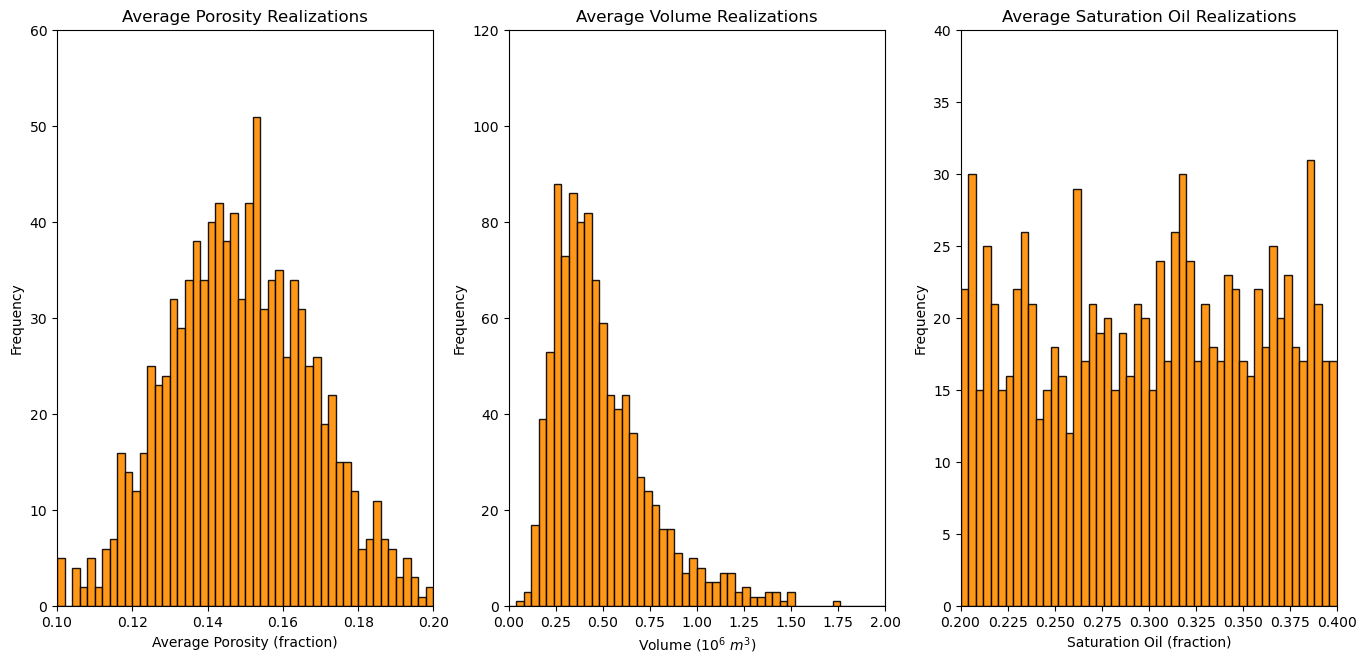 Average Porosity Realizations
60
50
40
30
20
10
0
Frequency
0.10 0.12 0.14 0.16 0.18 0.20
Average Porosity (fraction)
Average Volume Realizations
120
100
80
60
40
20
0
Frequency
0.00 0.25 0.50 0.75 1.00 1.25 1.50 1.75 2.00
Volume (10⁶ m³)
Average Saturation Oil Realizations
40
35
30
25
20
15
10
5
0
Frequency
0.200 0.225 0.250 0.275 0.300 0.325 0.350 0.375 0.400
Saturation Oil (fraction)